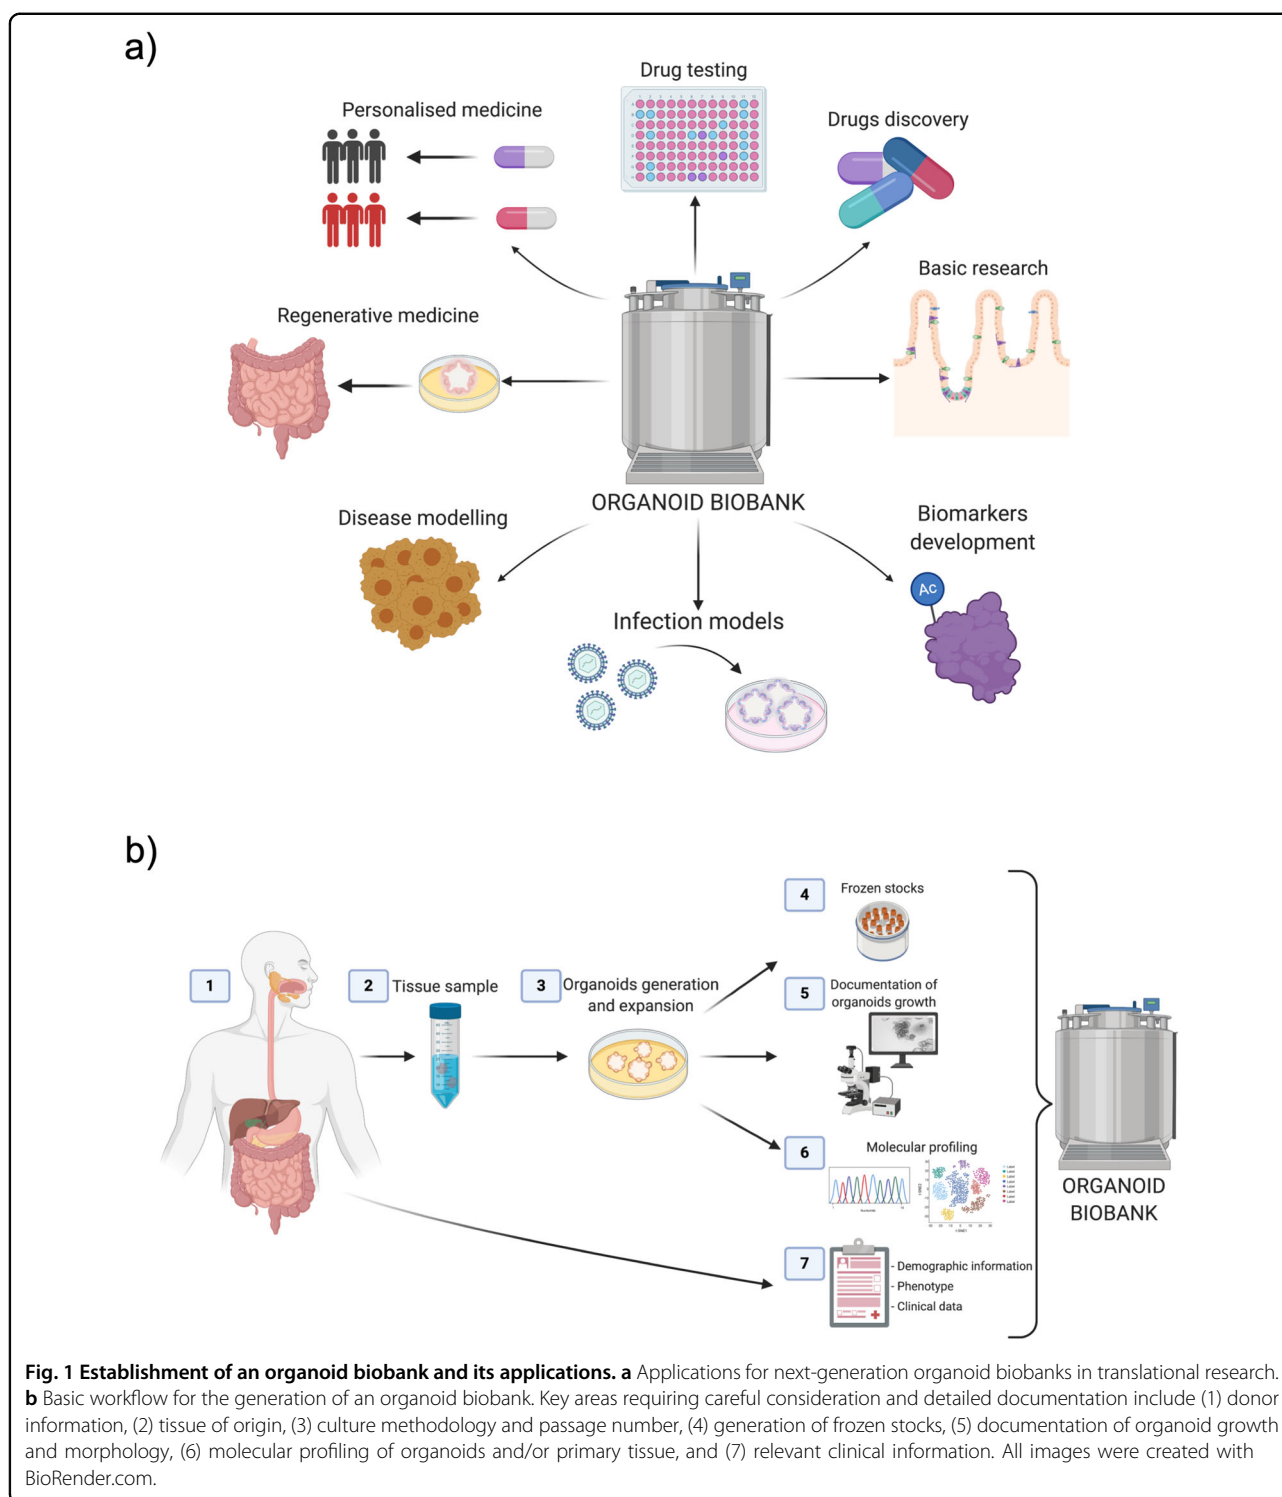 a)
Drug testing
Personalised medicine
Drugs discovery
Basic research
Regenerative medicine
ORGANOID BIOBANK
Disease modelling
Biomarkers
development
Ac
Infection models
b)
4
Frozen stocks
1
2
Tissue sample
3
Organoids generation
and expansion
5
Documentation of
organoids growth
6
Molecular profiling
ORGANOID
BIOBANK
7
- Demographic information
- Phenotype
- Clinical data
Fig. 1 Establishment of an organoid biobank and its applications. a Applications for next-generation organoid biobanks in translational research.
b Basic workflow for the generation of an organoid biobank. Key areas requiring careful consideration and detailed documentation include (1) donor
information, (2) tissue of origin, (3) culture methodology and passage number, (4) generation of frozen stocks, (5) documentation of organoid growth
and morphology, (6) molecular profiling of organoids and/or primary tissue, and (7) relevant clinical information. All images were created with
BioRender.com.